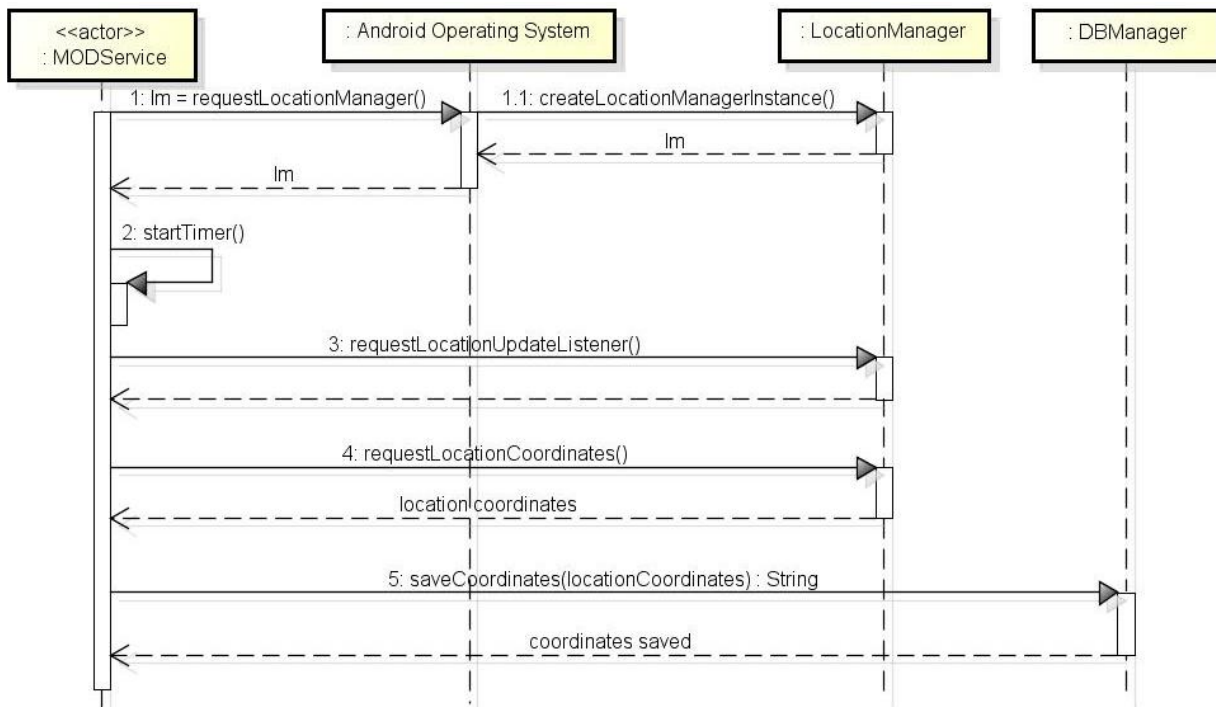 <<actor>>
: MODService
: Android Operating System
: LocationManager
: DBManager
1: lm = requestLocationManager()
1.1: createLocationManagerInstance()
lm
lm
2: startTimer()
3: requestLocationUpdateListener()
4: requestLocationCoordinates()
location coordinates
5: saveCoordinates(locationCoordinates) : String
coordinates saved